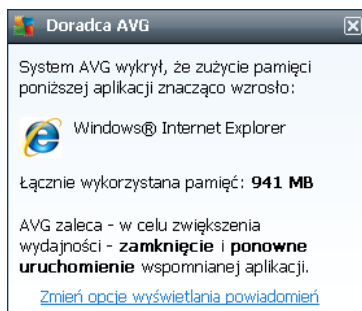 Doradca AVG
System AVG wykrył, że zużycie pamięci
poniższej aplikacji znacząco wzrosło:
Windows® Internet Explorer
Łącznie wykorzystana pamięć: 941 MB
AVG zaleca - w celu zwiększenia
wydajności - zamknięcie i ponowne
uruchomienie wspomnianej aplikacji.
Zmień opcje wyświetlania powiadomień